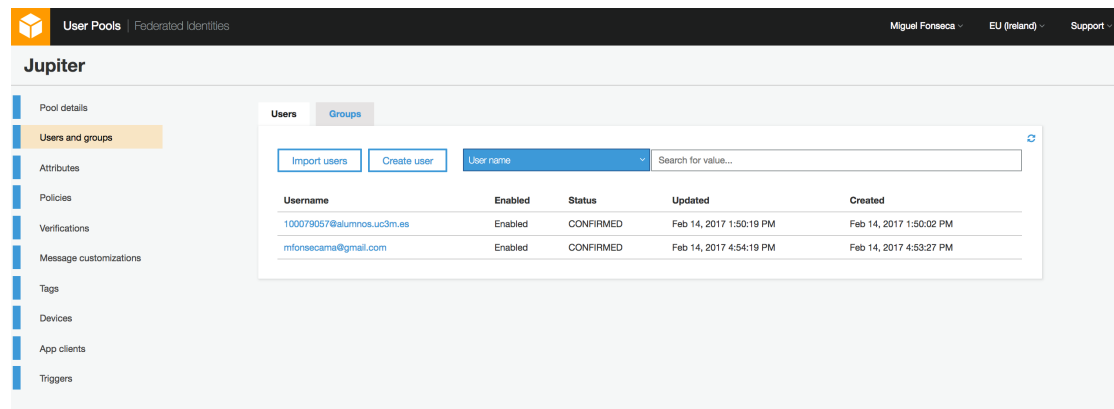 User Pools | Federated Identities Miguel Fonseca EU (Ireland) Support
Jupiter
Pool details
Users and groups
Attributes
Policies
Verifications
Message customizations
Tags
Devices
App clients
Triggers
Users Groups
Import users Create user User name Search for value...
Username Enabled Status Updated Created
100079057@alumnos.uc3m.es Enabled CONFIRMED Feb 14, 2017 1:50:19 PM Feb 14, 2017 1:50:02 PM
mfonsecama@gmail.com Enabled CONFIRMED Feb 14, 2017 4:54:19 PM Feb 14, 2017 4:53:27 PM